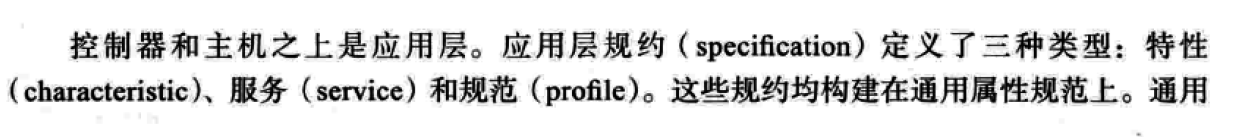 控制器和主机之上是应用层。应用层规约（specification）定义了三种类型：特性
（characteristic）、服务（service）和规范（profile）。这些规约均构建在通用属性规范上。通用